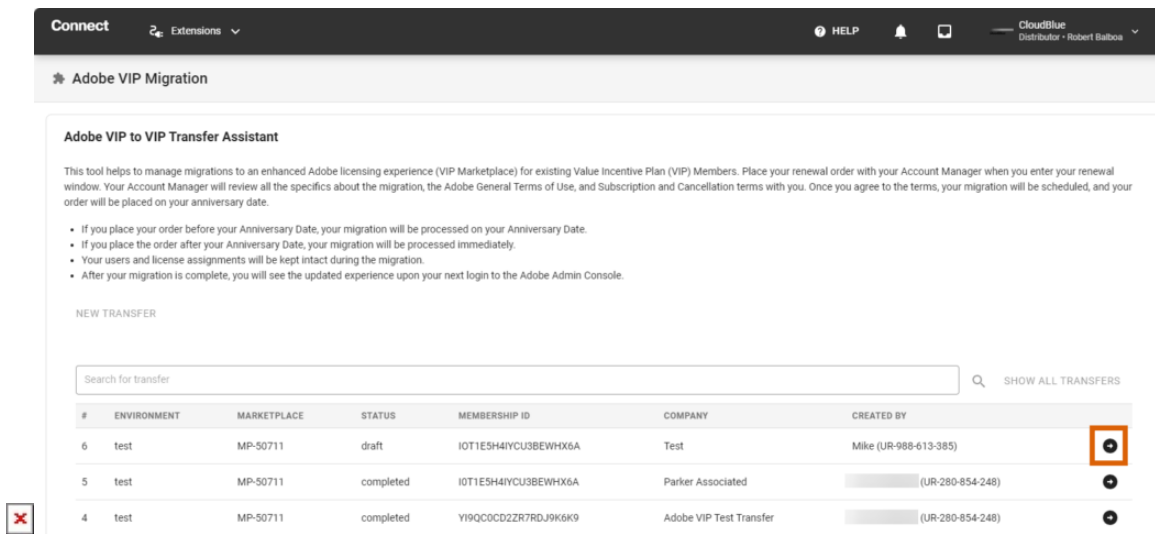 Connect
Extensions
HELP
CloudBlue
Distributor • Robert Balboa
Adobe VIP Migration
Adobe VIP to VIP Transfer Assistant
This tool helps to manage migrations to an enhanced Adobe licensing experience (VIP Marketplace) for existing Value Incentive Plan (VIP) Members. Place your renewal order with your Account Manager when you enter your renewal
window. Your Account Manager will review all the specifics about the migration, the Adobe General Terms of Use, and Subscription and Cancellation terms with you. Once you agree to the terms, your migration will be scheduled, and your
order will be placed on your anniversary date.
• If you place your order before your Anniversary Date, your migration will be processed on your Anniversary Date.
• If you place the order after your Anniversary Date, your migration will be processed immediately.
• Your users and license assignments will be kept intact during the migration.
• After your migration is complete, you will see the updated experience upon your next login to the Adobe Admin Console.
NEW TRANSFER
Search for transfer
SHOW ALL TRANSFERS
# ENVIRONMENT MARKETPLACE STATUS MEMBERSHIP ID COMPANY CREATED BY
6 test MP-50711 draft IOT1E5H4IYCU3BEWHX6A Test Mike (UR-988-613-385)
5 test MP-50711 completed I0T1E5H4IYCU3BEWHX6A Parker Associated (UR-280-854-248)
4 test MP-50711 completed YI9QC0CD2ZR7RDJ9K6K9 Adobe VIP Test Transfer (UR-280-854-248)